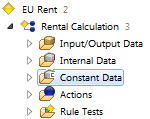 EU Rent 2
Rental Calculation 3
Input/Output Data
Internal Data
Constant Data
Actions
Rule Tests